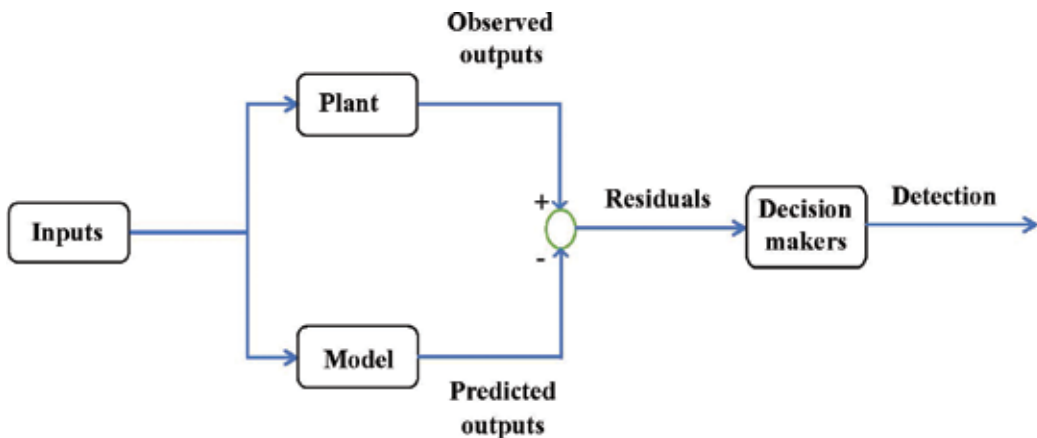 Observed
outputs
Plant
Inputs
+
Residuals
-
Decision
makers
Detection
Model
Predicted
outputs